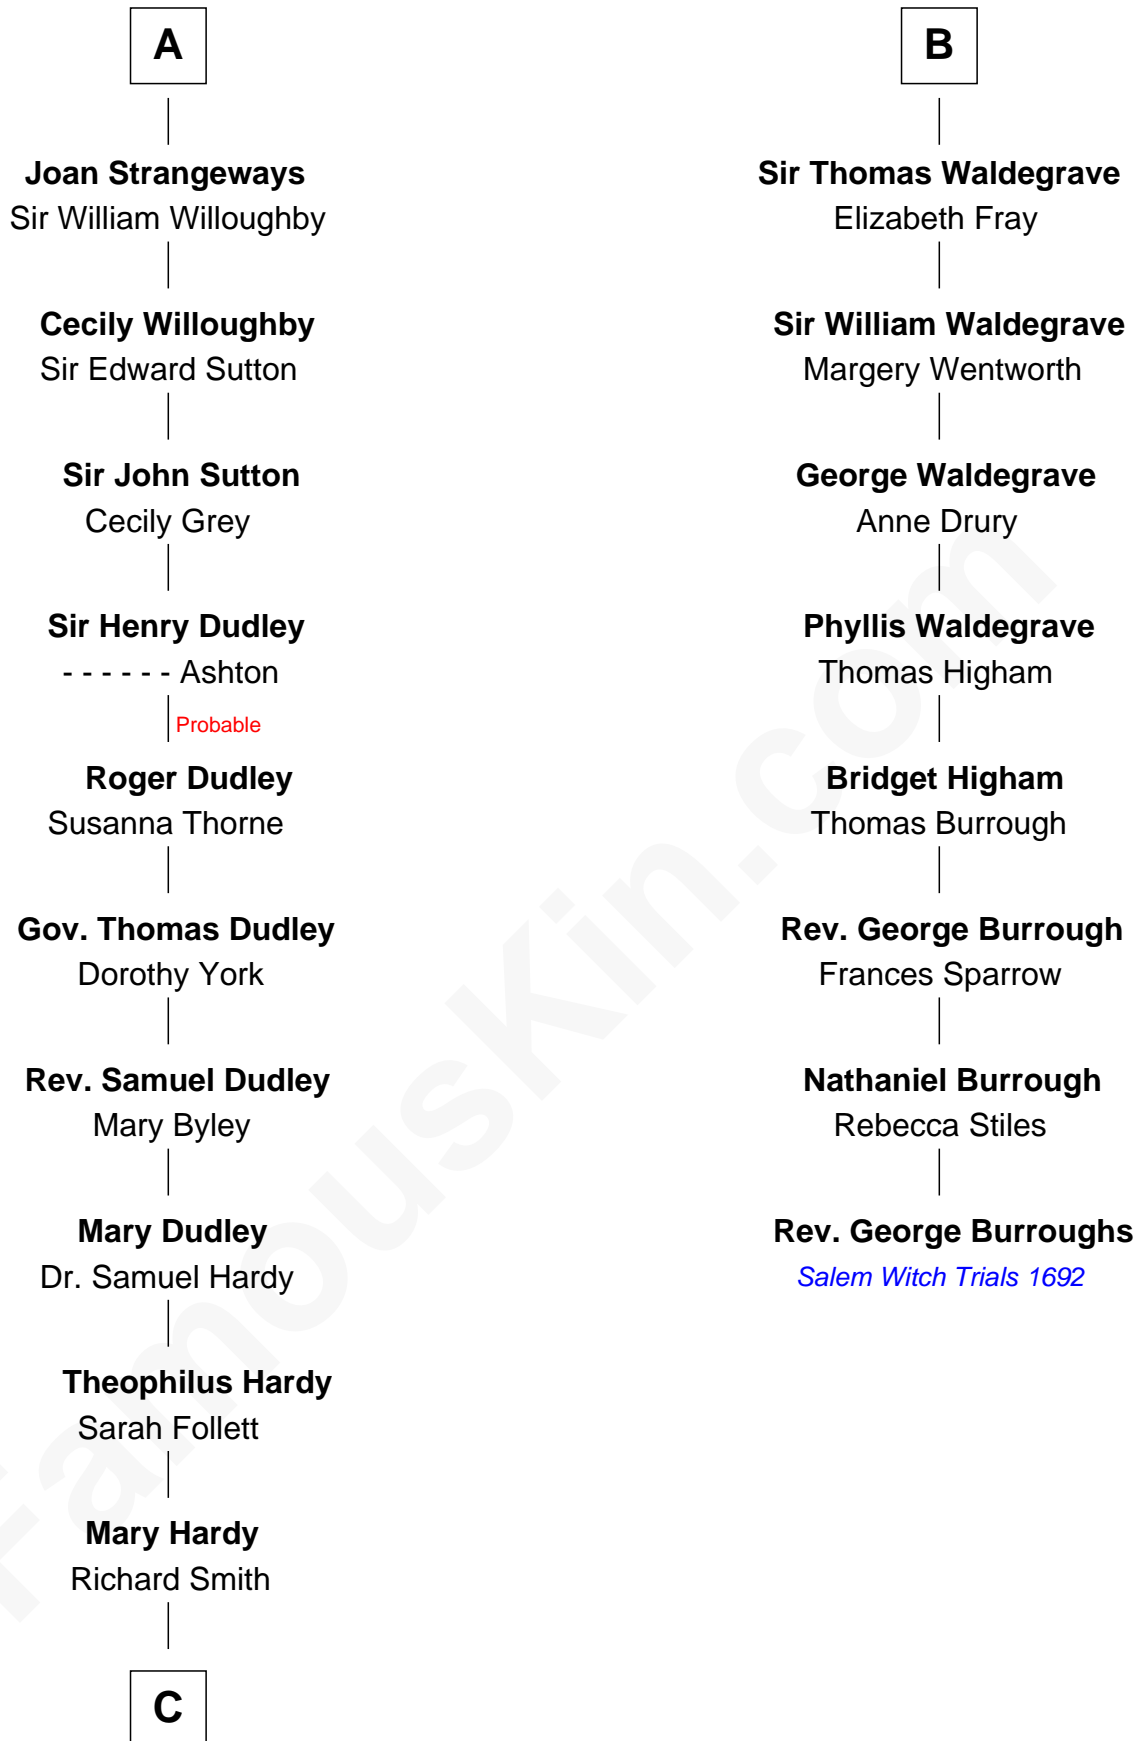 A
Joan Strangeways
Sir William Willoughby
Cecily Willoughby
Sir Edward Sutton
Sir John Sutton
Cecily Grey
Sir Henry Dudley
- - - - - - Ashton
Probable
Roger Dudley
Susanna Thorne
Gov. Thomas Dudley
Dorothy York
Rev. Samuel Dudley
Mary Byley
Mary Dudley
Dr. Samuel Hardy
Theophilus Hardy
Sarah Follett
Mary Hardy
Richard Smith
C
B
Sir Thomas Waldegrave
Elizabeth Fray
Sir William Waldegrave
Margery Wentworth
George Waldegrave
Anne Drury
Phyllis Waldegrave
Thomas Higham
Bridget Higham
Thomas Burrough
Rev. George Burrough
Frances Sparrow
Nathaniel Burrough
Rebecca Stiles
Rev. George Burroughs
Salem Witch Trials 1692
FamousKin.com